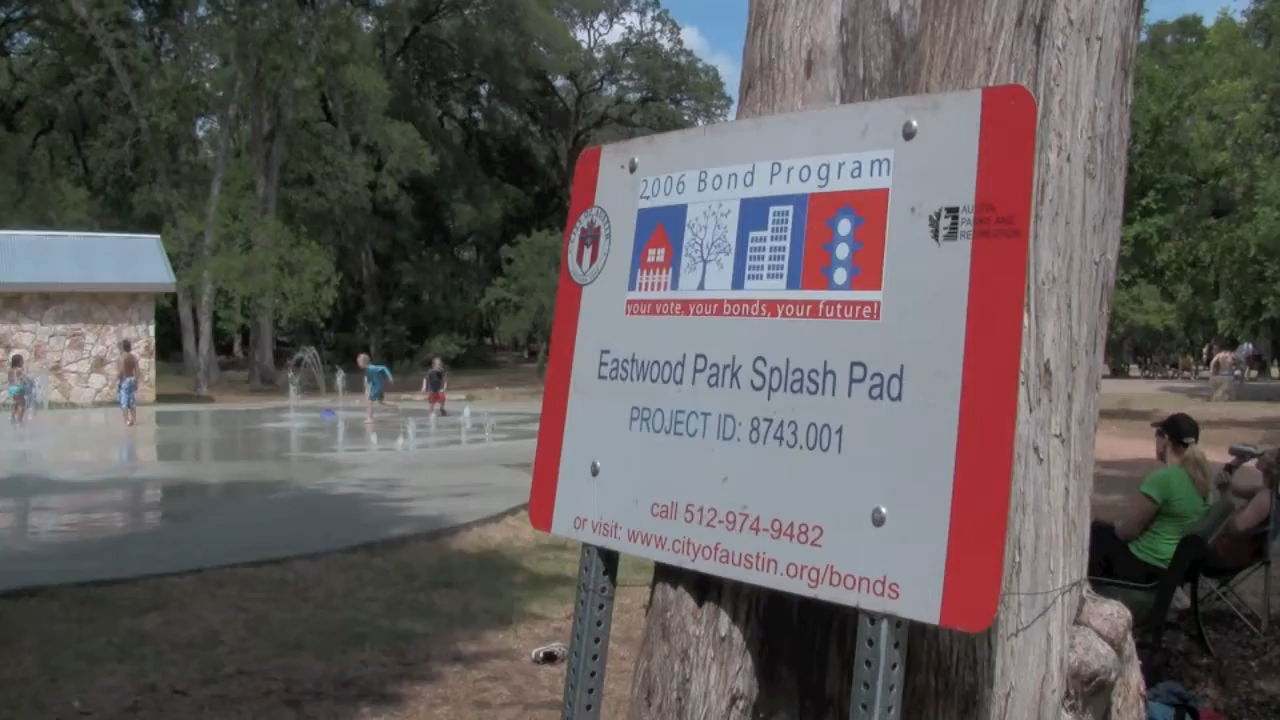 2006 Bond Program
AUSTIN
PARKS AND
RECREATION
your vote, your bonds, your future!
Eastwood Park Splash Pad
PROJECT ID: 8743.001
call 512-974-9482
or visit: www.cityofaustin.org/bonds